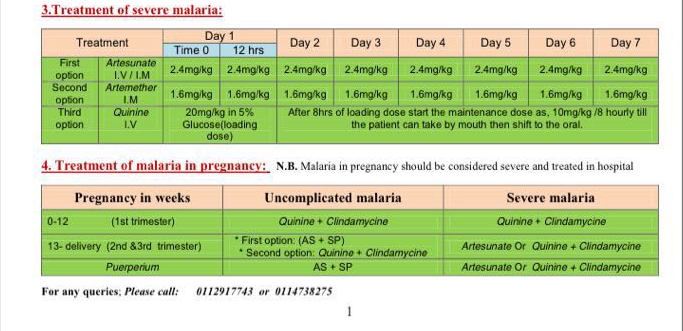 3.Treatment of severe malaria:
Treatment Day 1 Day 2 Day 3 Day 4 Day 5 Day 6 Day 7
Time 0 12 hrs
First option Artesunate I.V / I.M 2.4mg/kg 2.4mg/kg 2.4mg/kg 2.4mg/kg 2.4mg/kg 2.4mg/kg 2.4mg/kg 2.4mg/kg
Second option Artemether I.M 1.6mg/kg 1.6mg/kg 1.6mg/kg 1.6mg/kg 1.6mg/kg 1.6mg/kg 1.6mg/kg 1.6mg/kg
Third option Quinine I.V 20mg/kg in 5% Glucose(loading dose) After 8hrs of loading dose start the maintenance dose as, 10mg/kg /8 hourly till the patient can take by mouth then shift to the oral.
4. Treatment of malaria in pregnancy: N.B. Malaria in pregnancy should be considered severe and treated in hospital
Pregnancy in weeks Uncomplicated malaria Severe malaria
0-12 (1st trimester) Quinine + Clindamycine Quinine + Clindamycine
13- delivery (2nd &3rd trimester) * First option: (AS + SP) * Second option: Quinine + Clindamycine Artesunate Or Quinine + Clindamycine
Puerperium AS + SP Artesunate Or Quinine + Clindamycine
For any queries; Please call: 0112917743 or 0114738275
1